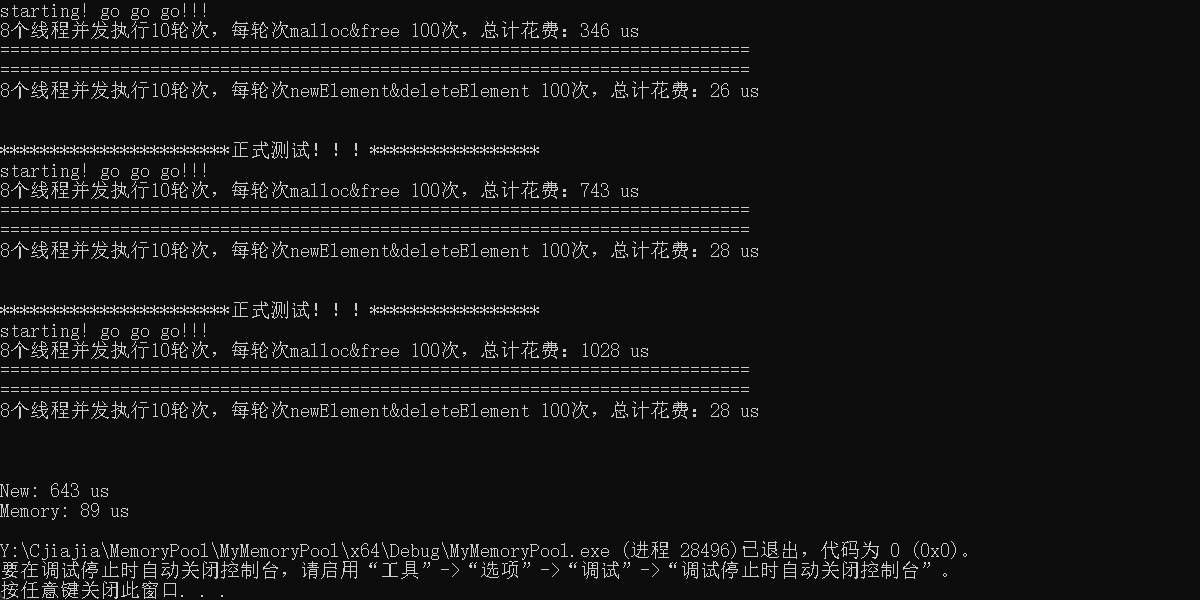 starting! go go go!!!
8个线程并发执行10轮次，每轮次malloc&free 100次，总计花费：346 us
===========================================================================
===========================================================================
8个线程并发执行10轮次，每轮次newElement&deleteElement 100次，总计花费：26 us
***********************正式测试！！！*****************
starting! go go go!!!
8个线程并发执行10轮次，每轮次malloc&free 100次，总计花费：743 us
===========================================================================
===========================================================================
8个线程并发执行10轮次，每轮次newElement&deleteElement 100次，总计花费：28 us
***********************正式测试！！！*****************
starting! go go go!!!
8个线程并发执行10轮次，每轮次malloc&free 100次，总计花费：1028 us
===========================================================================
===========================================================================
8个线程并发执行10轮次，每轮次newElement&deleteElement 100次，总计花费：28 us
New: 643 us
Memory: 89 us
Y:\Cjiajia\MemoryPool\MyMemoryPool\x64\Debug\MyMemoryPool.exe (进程 28496)已退出，代码为 0 (0x0)。
要在调试停止时自动关闭控制台，请启用“工具”->“选项”->“调试”->“调试停止时自动关闭控制台”。
按任意键关闭此窗口. . .